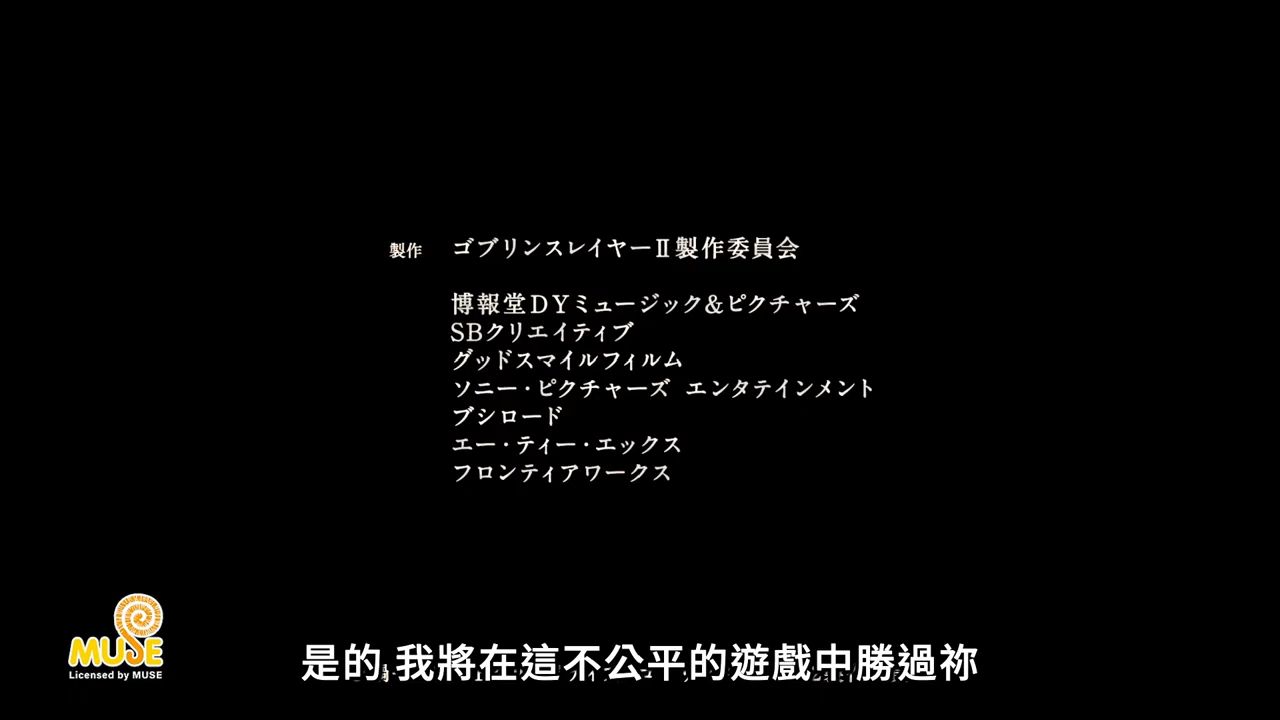 製作 ゴブリンスレイヤーⅡ製作委員会
博報堂DYミュージック&ピクチャーズ
SBクリエイティブ
グッドスマイルフィルム
ソニー・ピクチャーズ エンタテインメント
ブシロード
エー・ティー・エックス
フロンティアワークス
MUSE
Licensed by MUSE
是的 我將在這不公平的遊戲中勝過祢